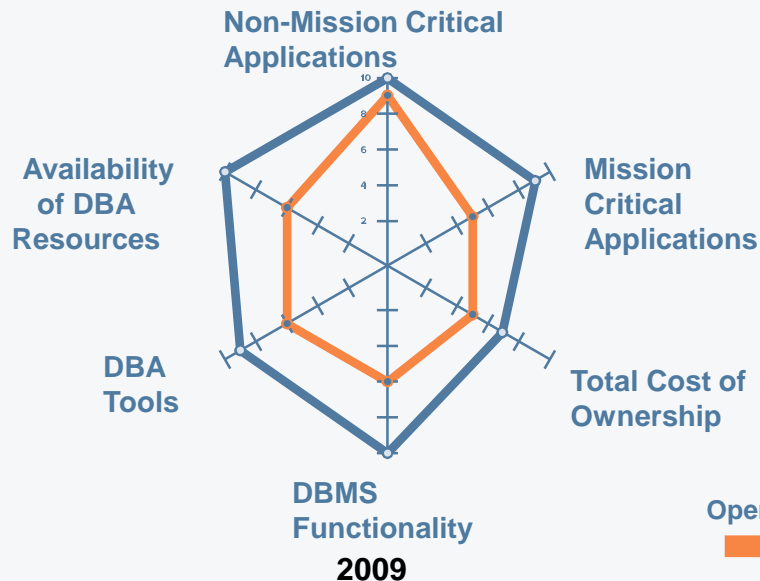 Non-Mission Critical
Applications
10
8
6
4
2
Availability
of DBA
Resources
Mission
Critical
Applications
DBA
Tools
Total Cost of
Ownership
DBMS
Functionality
2009